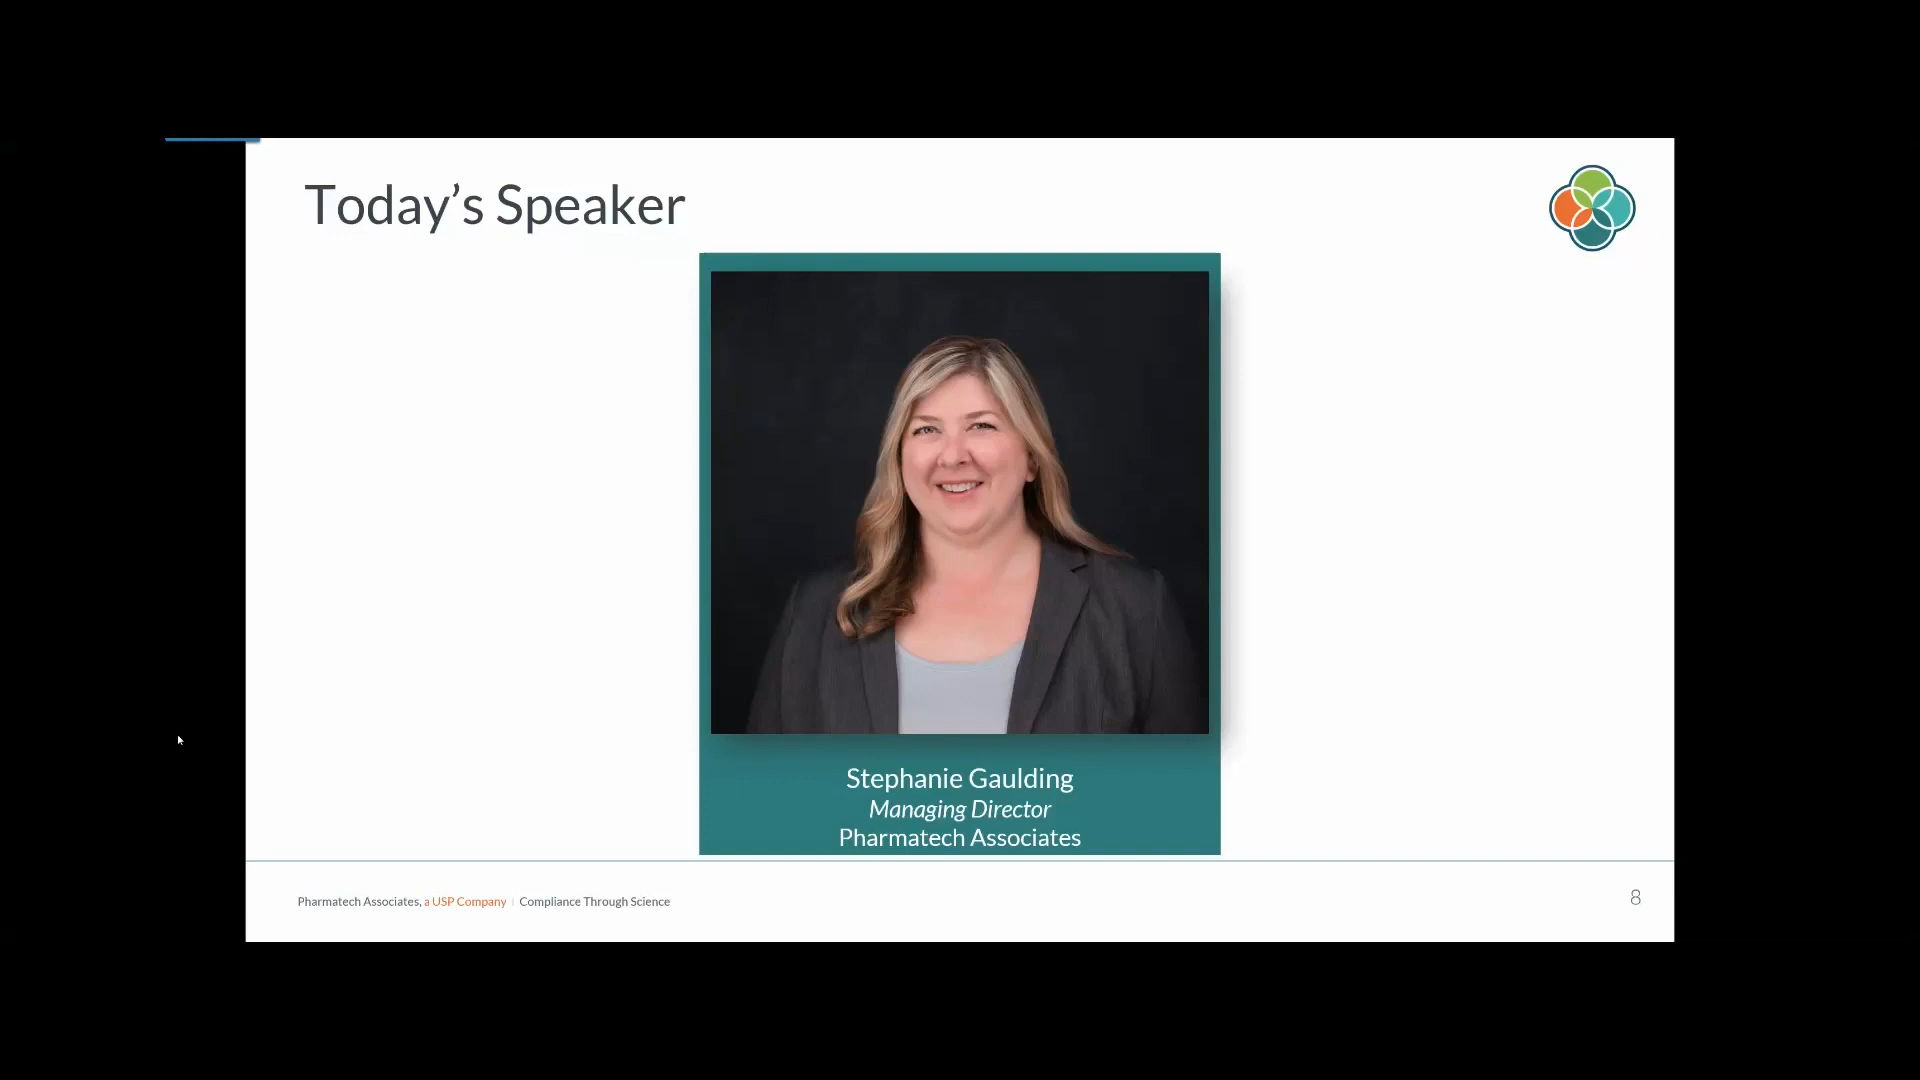 Today’s Speaker
Stephanie Gaulding
Managing Director
Pharmatech Associates
Pharmatech Associates, a USP Company | Compliance Through Science
8